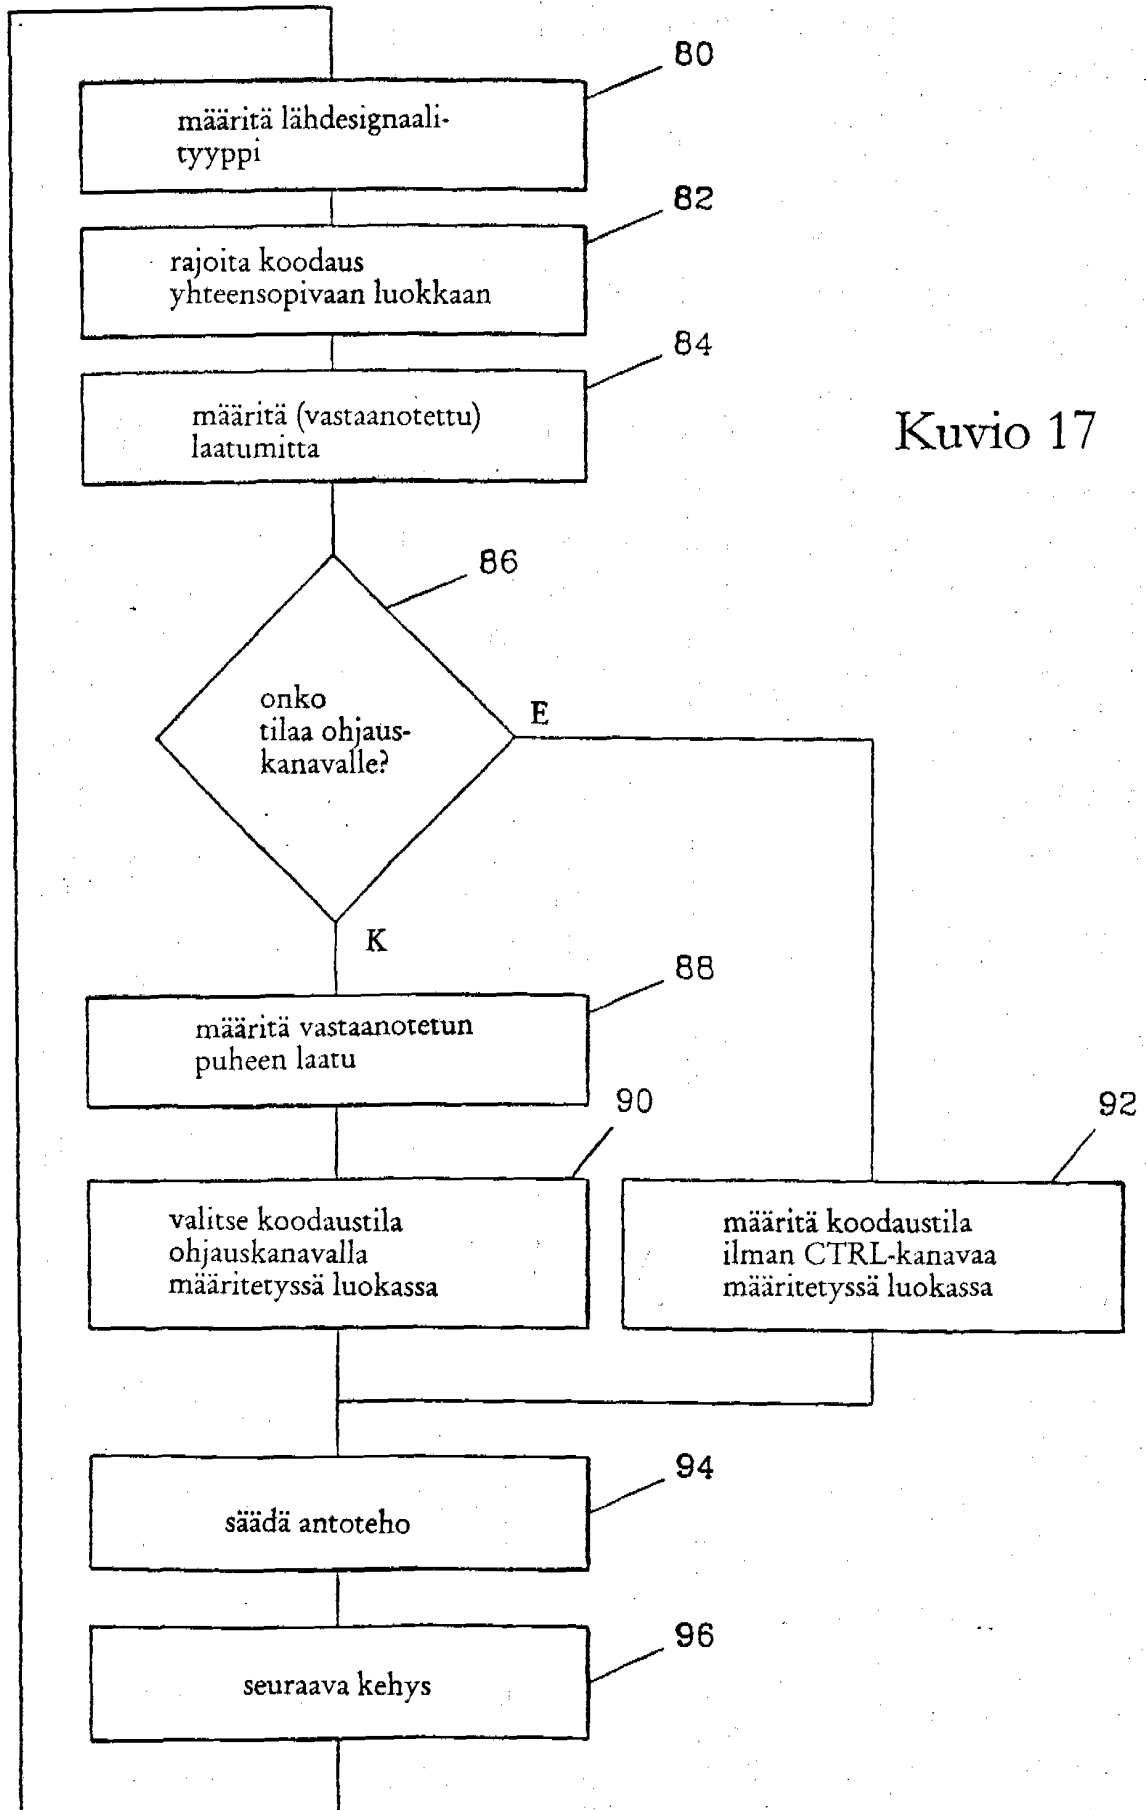 80
määritä lähdesignaali-
tyyppi
82
rajoita koodaus
yhteensopivaan luokkaan
84
määritä (vastaanotettu)
laatumitta
Kuvio 17
86
onko
tilaa ohjaus-
kanavalle?
E
K
88
määritä vastaanotetun
puheen laatu
90
valitse koodaustila
ohjauskanavalla
määritetyssä luokassa
92
määritä koodaustila
ilman CTRL-kanavaa
määritetyssä luokassa
94
säädä antoteho
96
seuraava kehys